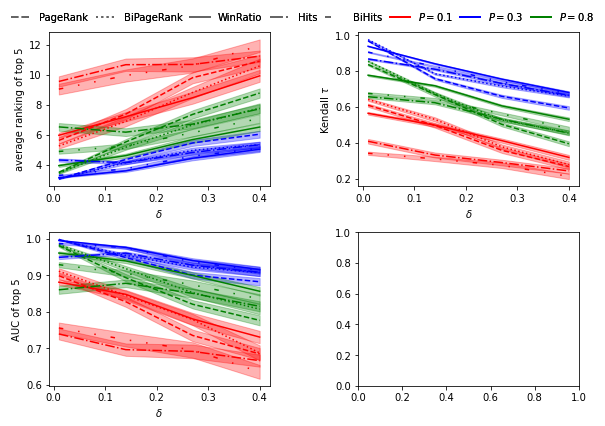 PageRank BiPageRank WinRatio Hits BiHits P = 0.1 P = 0.3 P = 0.8
12
10
8
6
4
average ranking of top 5
0.0 0.1 0.2 0.3 0.4
δ
1.0
0.8
0.6
0.4
0.2
Kendall τ
0.0 0.1 0.2 0.3 0.4
δ
1.0
0.9
0.8
0.7
0.6
AUC of top 5
0.0 0.1 0.2 0.3 0.4
δ
1.0
0.8
0.6
0.4
0.2
0.0
0.0 0.2 0.4 0.6 0.8 1.0